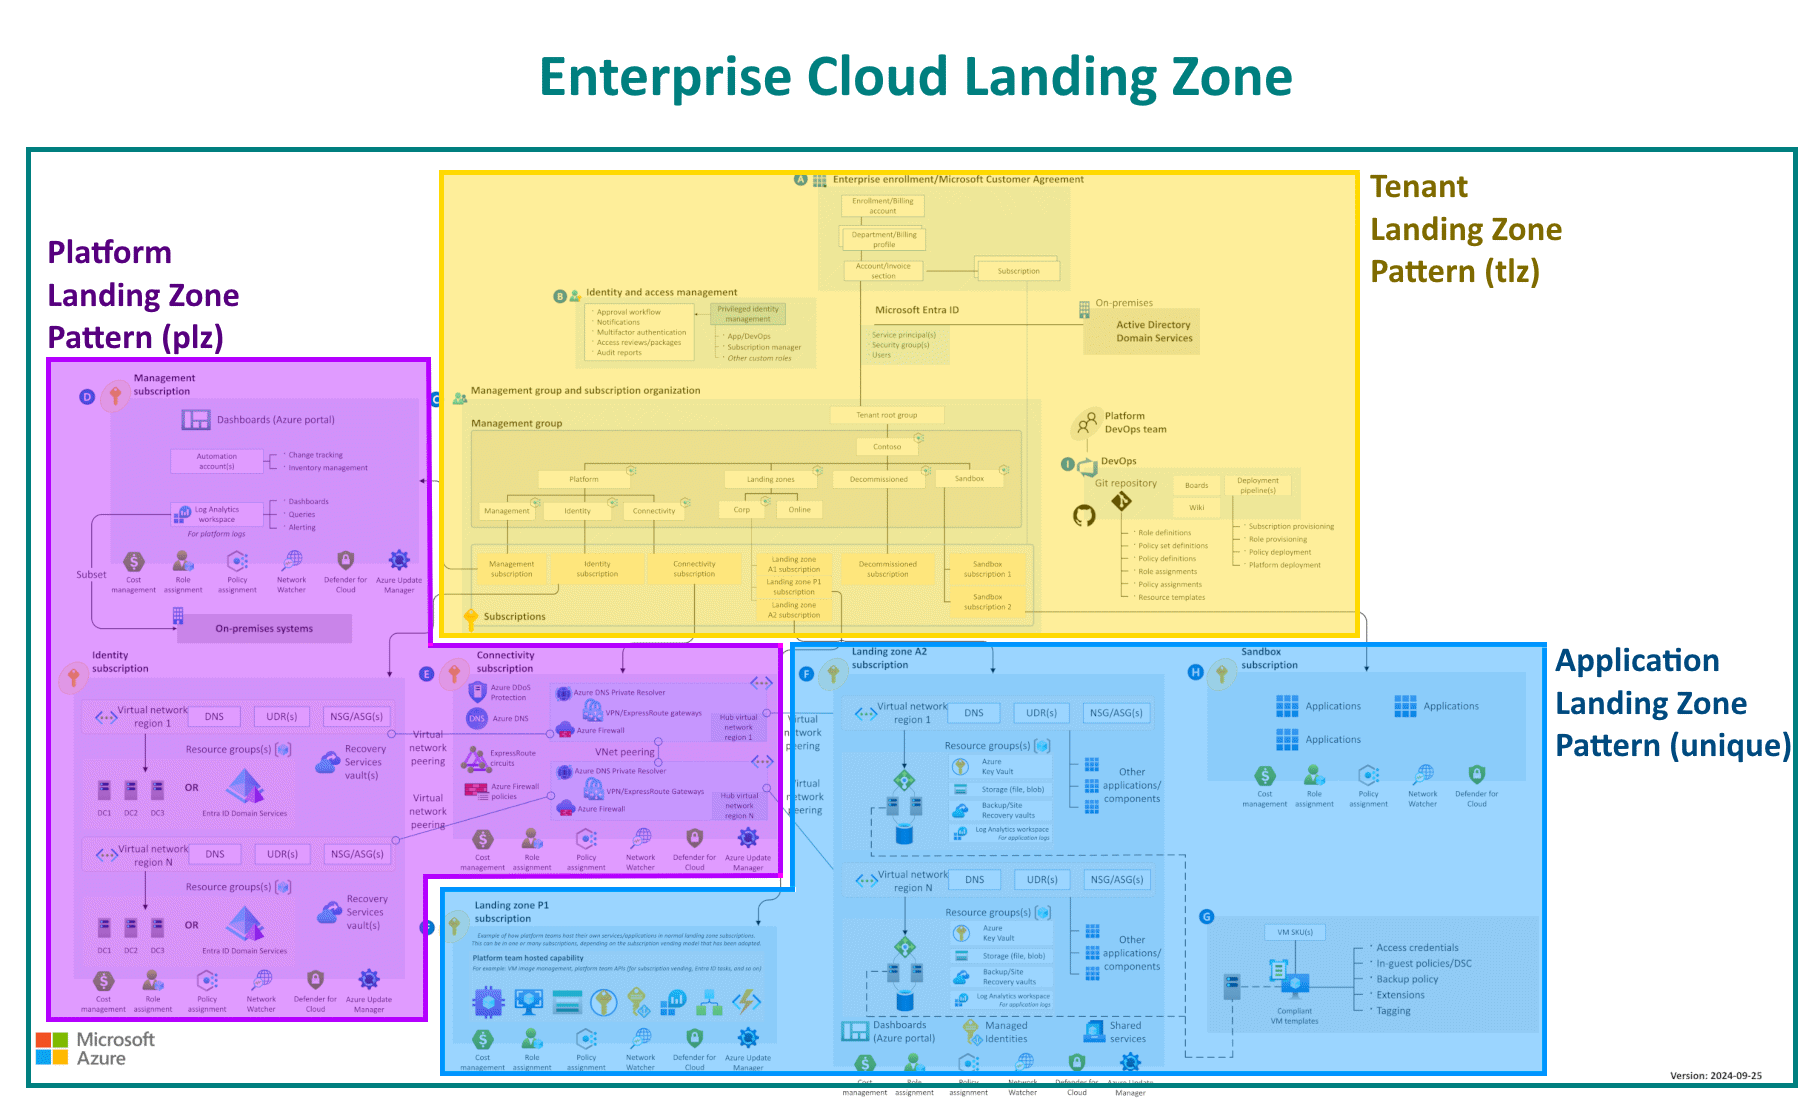 Enterprise Cloud Landing Zone
Tenant
Landing Zone
Pattern (tlz)
Platform
Landing Zone
Pattern (plz)
Application
Landing Zone
Pattern (unique)
A
Enterprise enrollment/Microsoft Customer Agreement
Enrollment/Billing
account
Department/Billing
profile
Account/Invoice
section
Subscription
B
Identity and access management
Approval workflow
Notifications
Multifactor authentication
Access reviews/packages
Audit reports
Privileged identity
management
App/DevOps
Subscription manager
Other custom roles
Microsoft Entra ID
Service principal(s)
Security group(s)
Users
On-premises
Active Directory
Domain Services
Management group and subscription organization
Management group
Tenant root group
Contoso
Platform
Landing zones
Decommissioned
Sandbox
Management
Identity
Connectivity
Corp
Online
Management
subscription
Identity
subscription
Connectivity
subscription
Landing zone
A1 subscription
Landing zone P1
subscription
Landing zone
A2 subscription
Decommissioned
subscription
Sandbox
subscription 1
Sandbox
subscription 2
Subscriptions
Platform
DevOps team
I
DevOps
Git repository
Boards
Wiki
Deployment
pipeline(s)
Role definitions
Policy set definitions
Policy definitions
Role assignments
Policy assignments
Resource templates
Subscription provisioning
Role provisioning
Policy deployment
Platform deployment
D
Management
subscription
Dashboards (Azure portal)
Automation
account(s)
Change tracking
Inventory management
Log Analytics
workspace
For platform logs
Dashboards
Queries
Alerting
Subset
Cost
management
Role
assignment
Policy
assignment
Network
Watcher
Defender for
Cloud
Azure Update
Manager
On-premises systems
Identity
subscription
Virtual network
region 1
DNS
UDR(s)
NSG/ASG(s)
Resource groups(s)
Recovery
Services
vault(s)
DC1
DC2
DC3
OR
Entra ID Domain Services
Virtual network
region N
DNS
UDR(s)
NSG/ASG(s)
Resource groups(s)
Recovery
Services
vault(s)
DC1
DC2
DC3
OR
Entra ID Domain Services
Cost
management
Role
assignment
Policy
assignment
Network
Watcher
Defender for
Cloud
Azure Update
Manager
Virtual
network
peering
Virtual
network
peering
E
Connectivity
subscription
Azure DDoS
Protection
DNS
Azure DNS
ExpressRoute
circuits
Azure Firewall
policies
Azure DNS Private Resolver
VPN/ExpressRoute gateways
Azure Firewall
Hub virtual
network
region 1
VNet peering
Azure DNS Private Resolver
VPN/ExpressRoute Gateways
Azure Firewall
Hub virtual
network
region N
Cost
management
Role
assignment
Policy
assignment
Network
Watcher
Defender for
Cloud
Azure Update
Manager
Virtual
network
peering
Virtual
network
peering
Landing zone P1
subscription
Example of how platform teams host their own services/applications in normal landing zone subscriptions.
This can be in one or many subscriptions, depending on the subscription vending model that has been adopted.
Platform team hosted capability
For example: VM image management, platform team APIs (for subscription vending, Entra ID tasks, and so on)
Cost
management
Role
assignment
Policy
assignment
Network
Watcher
Defender for
Cloud
Azure Update
Manager
F
Landing zone A2
subscription
Virtual network
region 1
DNS
UDR(s)
NSG/ASG(s)
Resource groups(s)
Azure
Key Vault
Storage (file, blob)
Backup/Site
Recovery vaults
Log Analytics workspace
For application logs
Other
applications/
components
Virtual network
region N
DNS
UDR(s)
NSG/ASG(s)
Resource groups(s)
Azure
Key Vault
Storage (file, blob)
Backup/Site
Recovery vaults
Log Analytics workspace
For application logs
Other
applications/
components
Dashboards
(Azure portal)
Managed
Identities
Shared
services
Cost
management
Role
assignment
Policy
assignment
Network
Watcher
Defender for
Cloud
Azure Update
Manager
H
Sandbox
subscription
Applications
Applications
Applications
Cost
management
Role
assignment
Policy
assignment
Network
Watcher
Defender for
Cloud
G
VM SKU(s)
Compliant
VM templates
Access credentials
In-guest policies/DSC
Backup policy
Extensions
Tagging
Microsoft
Azure
Version: 2024-09-25